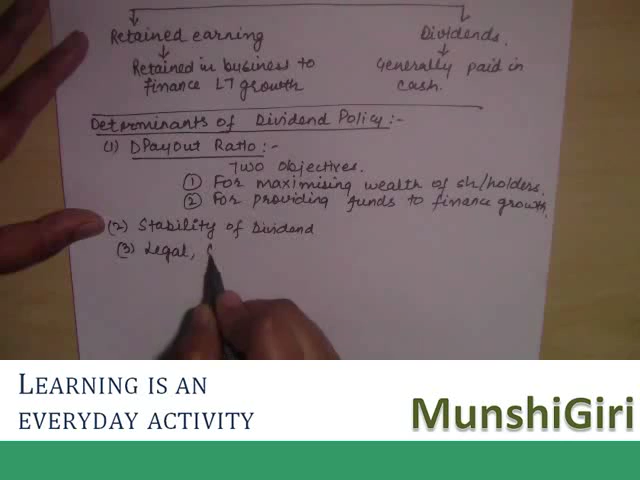 Retained earning
Dividends.
Retained in business to finance LT growth
Generally paid in cash.
Determinants of Dividend Policy :-
(1) DPayout Ratio :-
Two objectives.
1 For maximising wealth of sh/holders.
2 For providing funds to finance growth.
(2) Stability of Dividend
(3) Legal,
LEARNING IS AN
EVERYDAY ACTIVITY
MunshiGiri